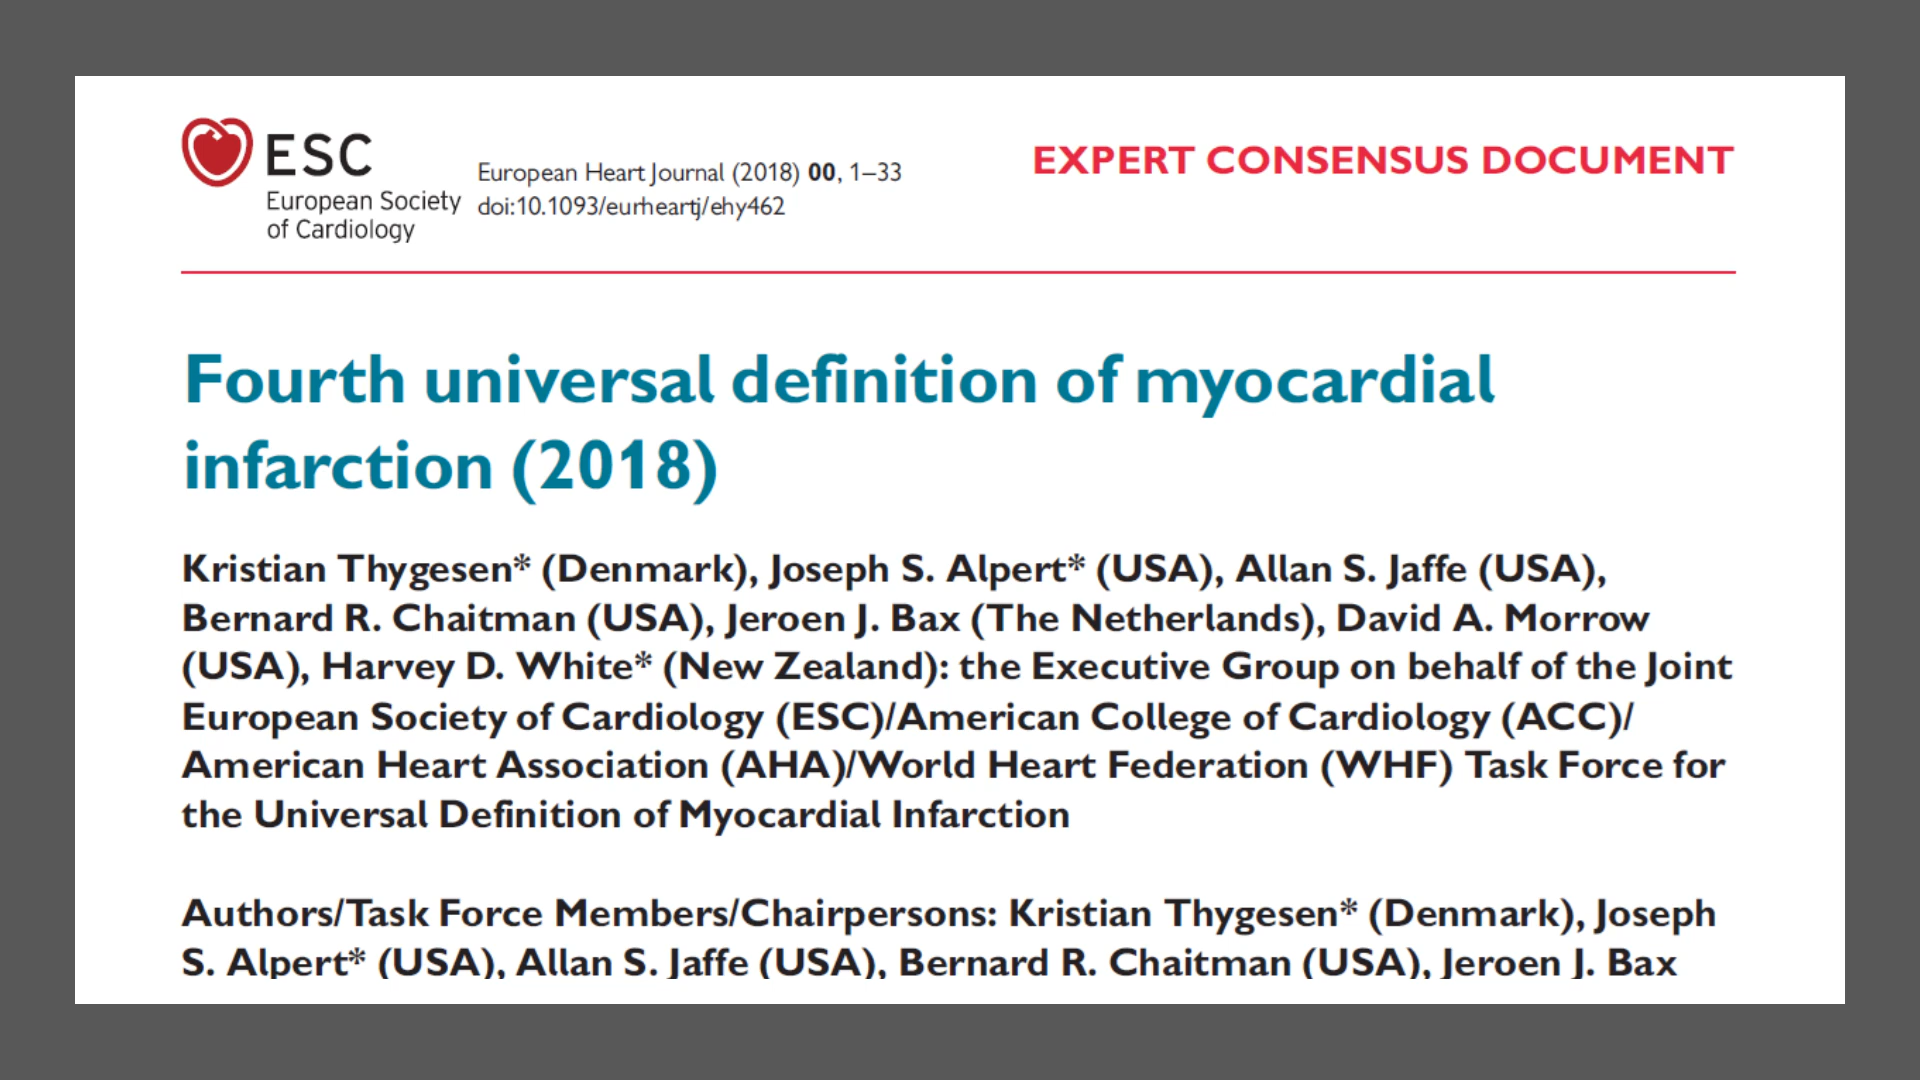 ESC
European Society
of Cardiology
European Heart Journal (2018) 00, 1–33
doi:10.1093/eurheartj/ehy462
EXPERT CONSENSUS DOCUMENT
Fourth universal definition of myocardial
infarction (2018)
Kristian Thygesen* (Denmark), Joseph S. Alpert* (USA), Allan S. Jaffe (USA),
Bernard R. Chaitman (USA), Jeroen J. Bax (The Netherlands), David A. Morrow
(USA), Harvey D. White* (New Zealand): the Executive Group on behalf of the Joint
European Society of Cardiology (ESC)/American College of Cardiology (ACC)/
American Heart Association (AHA)/World Heart Federation (WHF) Task Force for
the Universal Definition of Myocardial Infarction
Authors/Task Force Members/Chairpersons: Kristian Thygesen* (Denmark), Joseph
S. Alpert* (USA), Allan S. Jaffe (USA), Bernard R. Chaitman (USA), Jeroen J. Bax